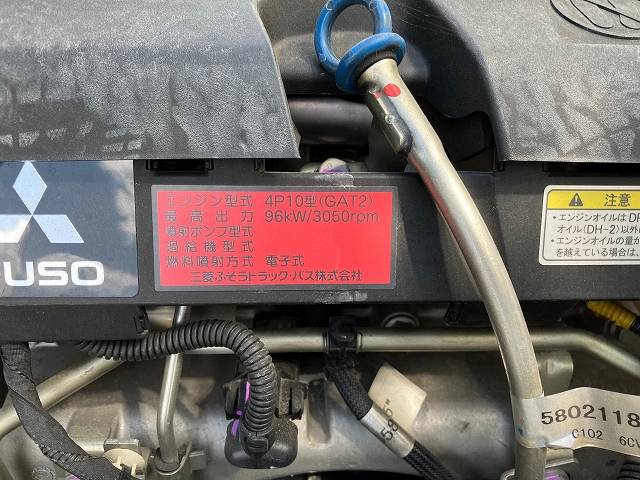 エンジン型式 4P10型(GAT2)
最高出力 96kW/3050rpm
噴射ポンプ型式
過給機型式
燃料噴射方式 電子式
三菱ふそうトラック・バス株式会社
USO
注意
・エンジンオイルはDP
オイル(DH-2)以外
・エンジンオイルの量が
を越えている場合は、
5802118
C102 6CV